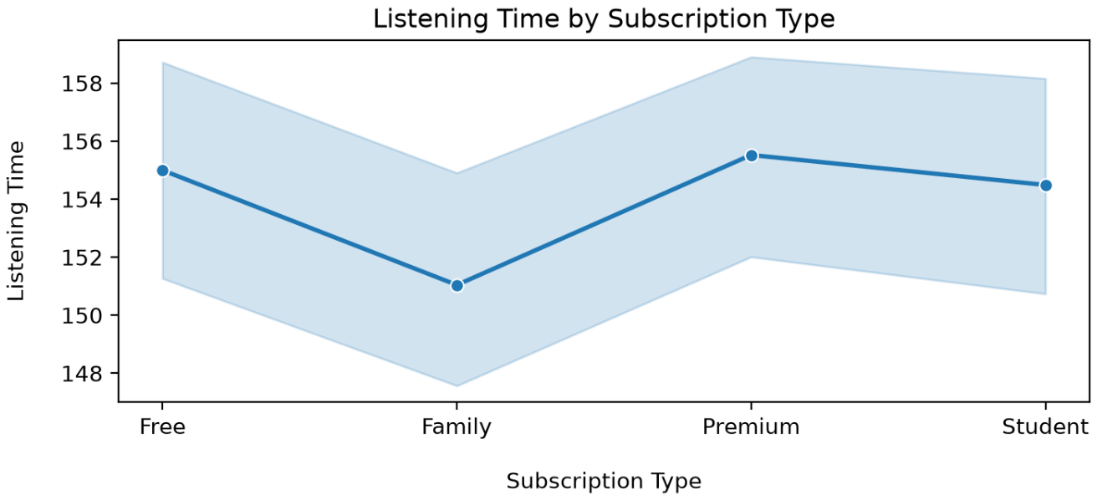 Listening Time by Subscription Type
Listening Time
158
156
154
152
150
148
Free Family Premium Student
Subscription Type